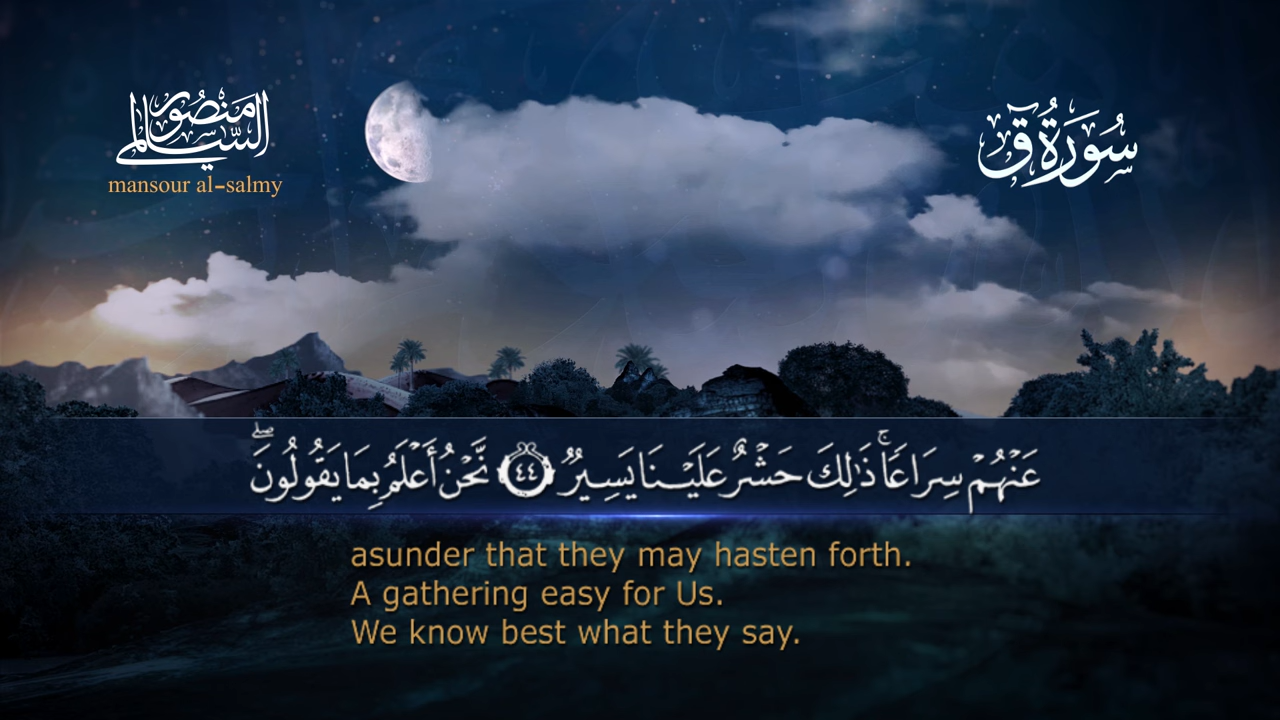 منصور السالمي
mansour al-salmy
سُورَةُ قٓ
عَنْهُمْ سِرَاعًاۚ ذَٰلِكَ حَشْرٌ عَلَيْنَا يَسِيرٌ ٤٤ نَّحْنُ أَعْلَمُ بِمَا يَقُولُونَۖ
asunder that they may hasten forth.
A gathering easy for Us.
We know best what they say.